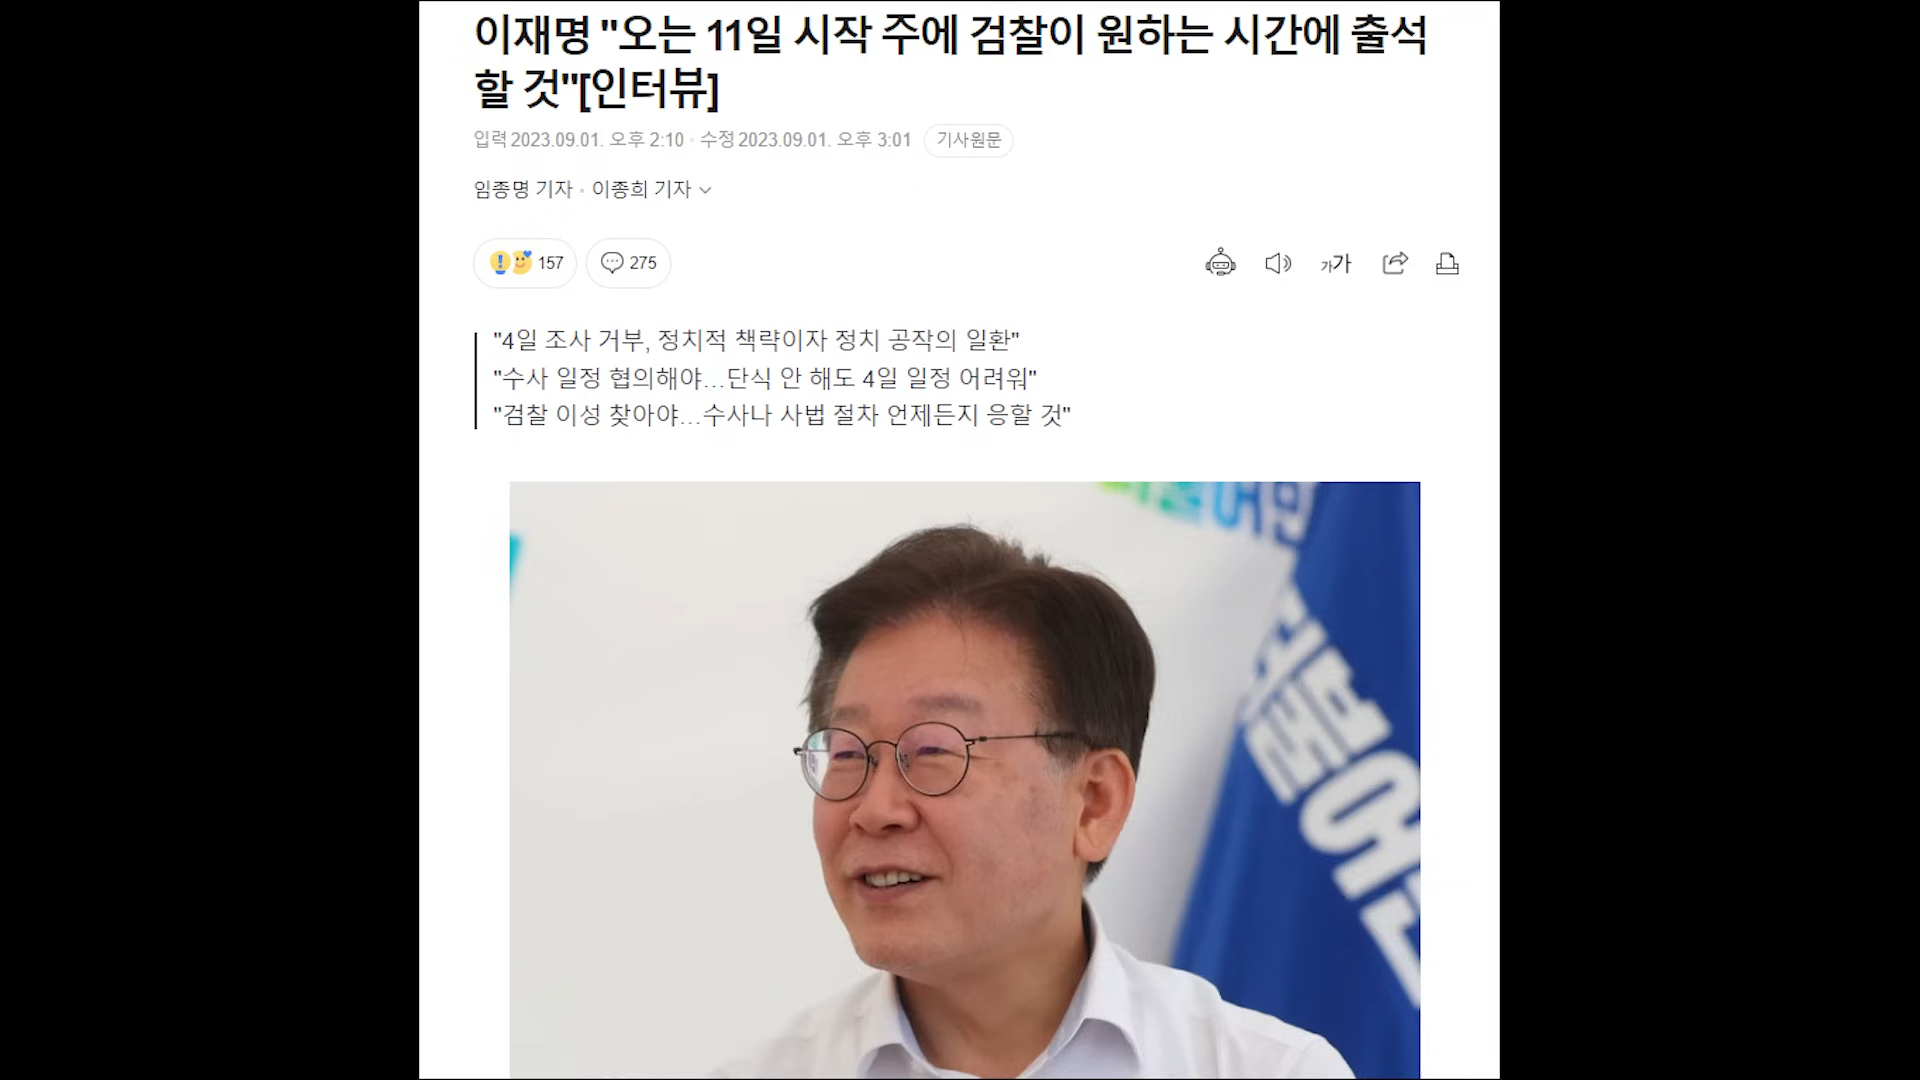 이재명 "오는 11일 시작 주에 검찰이 원하는 시간에 출석
할 것"[인터뷰]
입력 2023.09.01. 오후 2:10 · 수정 2023.09.01. 오후 3:01 기사원문
임종명 기자 · 이종희 기자
157 275 가가
"4일 조사 거부, 정치적 책략이자 정치 공작의 일환"
"수사 일정 협의해야…단식 안 해도 4일 일정 어려워"
"검찰 이성 찾아야…수사나 사법 절차 언제든지 응할 것"